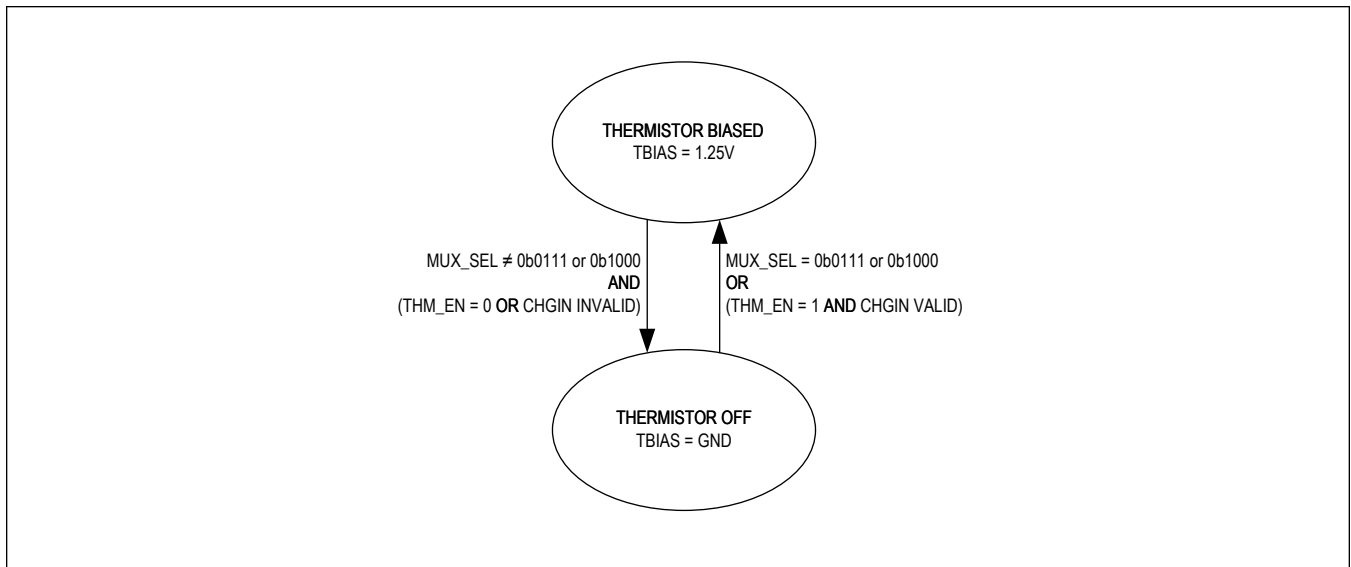 THERMISTOR BIASED
TBIAS = 1.25V
MUX_SEL ≠ 0b0111 or 0b1000
AND
(THM_EN = 0 OR CHGIN INVALID)
MUX_SEL = 0b0111 or 0b1000
OR
(THM_EN = 1 AND CHGIN VALID)
THERMISTOR OFF
TBIAS = GND